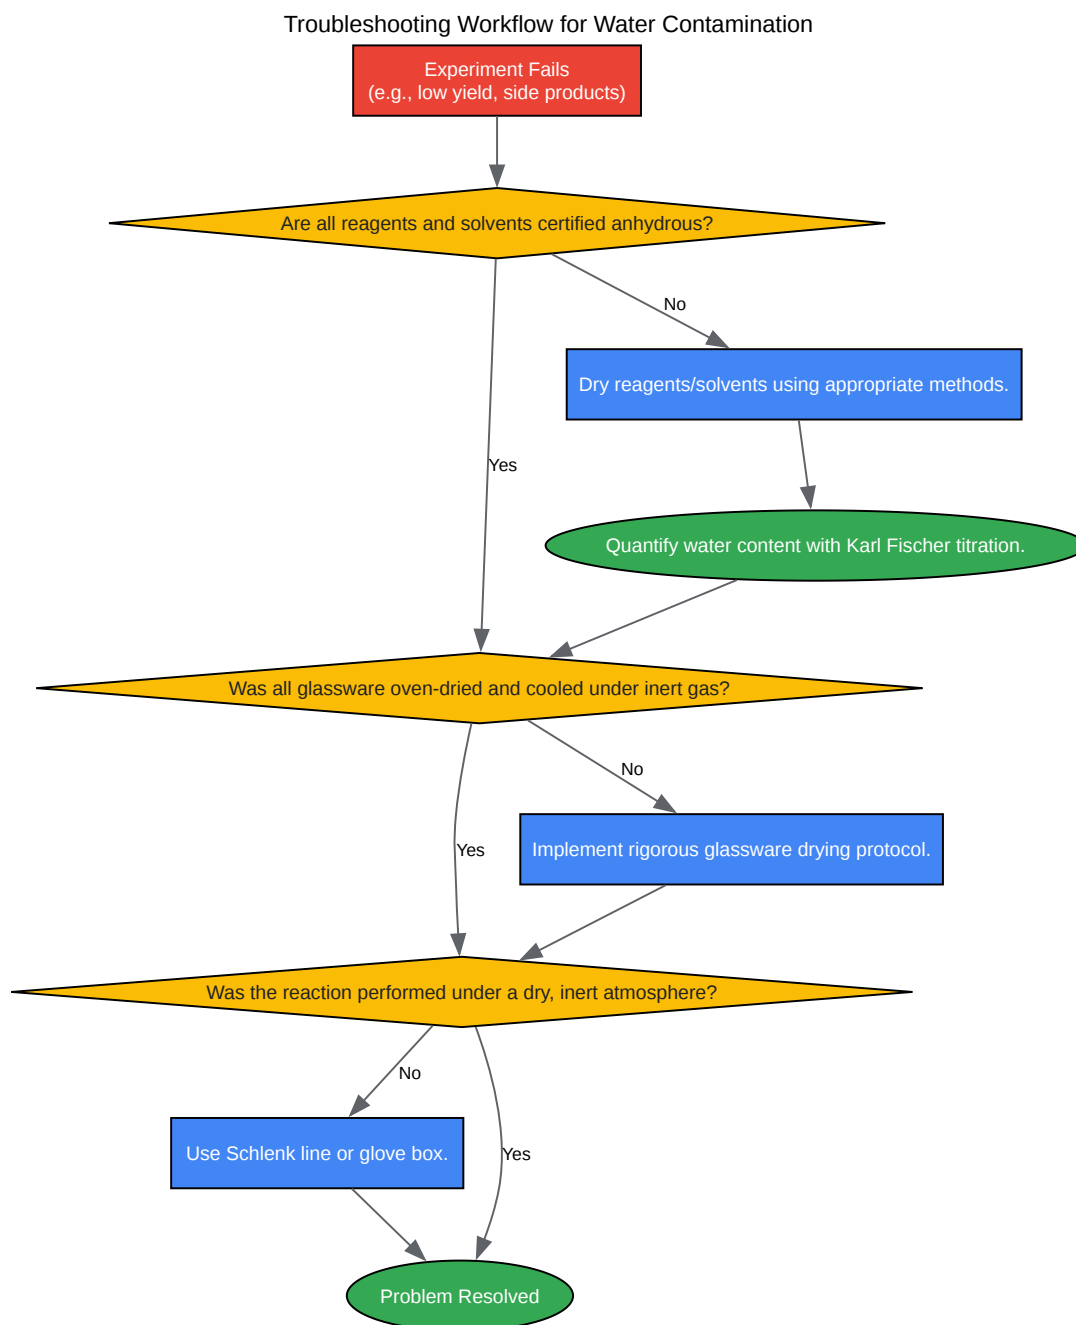 Troubleshooting Workflow for Water Contamination
Experiment Fails
(e.g., low yield, side products)
Are all reagents and solvents certified anhydrous?
No
Dry reagents/solvents using appropriate methods.
Yes
Quantify water content with Karl Fischer titration.
Was all glassware oven-dried and cooled under inert gas?
No
Yes
Implement rigorous glassware drying protocol.
Was the reaction performed under a dry, inert atmosphere?
No
Use Schlenk line or glove box.
Yes
Problem Resolved